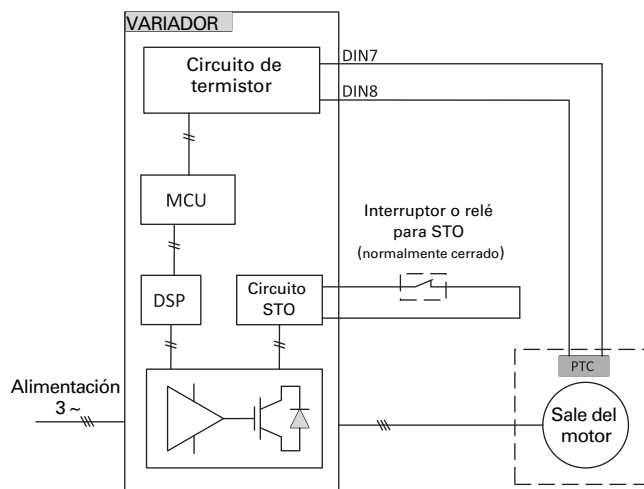 VARIADOR
Circuito de
termistor
DIN7
DIN8
MCU
Interruptor o relé
para STO
(normalmente cerrado)
DSP
Circuito
STO
PTC
Alimentación
3 ~
Sale del
motor